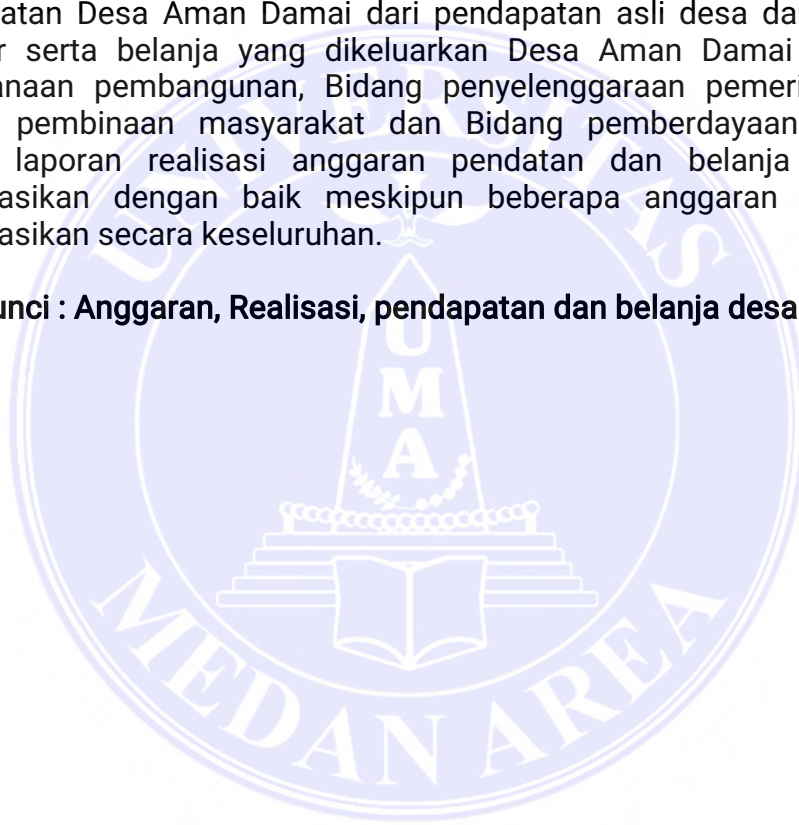 atan Desa Aman Damai dari pendapatan asli desa da
r serta belanja yang dikeluarkan Desa Aman Damai
anaan pembangunan, Bidang penyelenggaraan pemeri
pembinaan masyarakat dan Bidang pemberdayaan
laporan realisasi anggaran pendatan dan belanja
asikan dengan baik meskipun beberapa anggaran
asikan secara keseluruhan.
unci : Anggaran, Realisasi, pendapatan dan belanja desa
UNIVERSITAS
U
M
A
MEDAN AREA